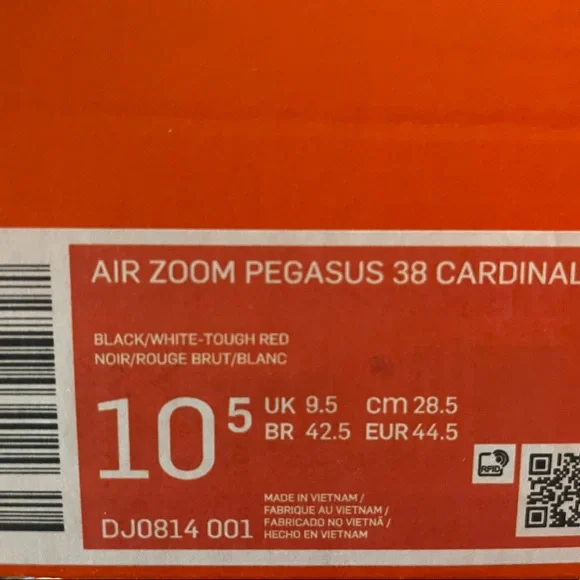 AIR ZOOM PEGASUS 38 CARDINAL
BLACK/WHITE-TOUGH RED
NOIR/ROUGE BRUT/BLANC
10 5
UK 9.5 cm 28.5
BR 42.5 EUR 44.5
RFID
MADE IN VIETNAM /
FABRIQUE AU VIETNAM /
FABRICADO NO VIETNÃ /
HECHO EN VIETNAM
DJ0814 001